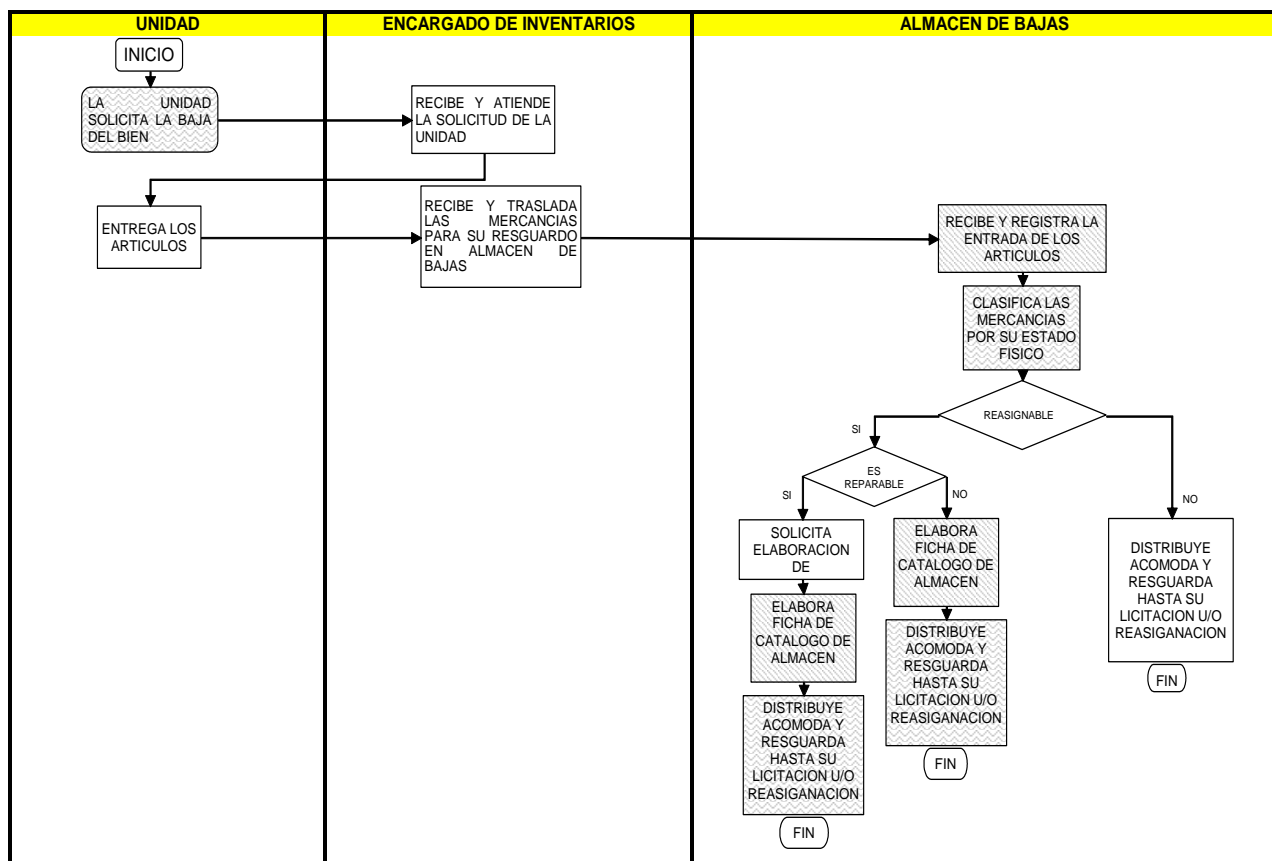 UNIDAD
ENCARGADO DE INVENTARIOS
ALMACEN DE BAJAS
INICIO
LA UNIDAD
SOLICITA LA BAJA
DEL BIEN
RECIBE Y ATIENDE
LA SOLICITUD DE LA
UNIDAD
ENTREGA LOS
ARTICULOS
RECIBE Y TRASLADA
LAS MERCANCIAS
PARA SU RESGUARDO
EN ALMACEN DE
BAJAS
RECIBE Y REGISTRA LA
ENTRADA DE LOS
ARTICULOS
CLASIFICA LAS
MERCANCIAS
POR SU ESTADO
FISICO
REASIGNABLE
SI
NO
ES
REPARABLE
SI
NO
SOLICITA
ELABORACION
DE
ELABORA
FICHA DE
CATALOGO DE
ALMACEN
DISTRIBUYE
ACOMODA Y
RESGUARDA
HASTA SU
LICITACION U/O
REASIGANACION
FIN
ELABORA
FICHA DE
CATALOGO DE
ALMACEN
DISTRIBUYE
ACOMODA Y
RESGUARDA
HASTA SU
LICITACION U/O
REASIGANACION
FIN
DISTRIBUYE
ACOMODA Y
RESGUARDA
HASTA SU
LICITACION U/O
REASIGANACION
FIN